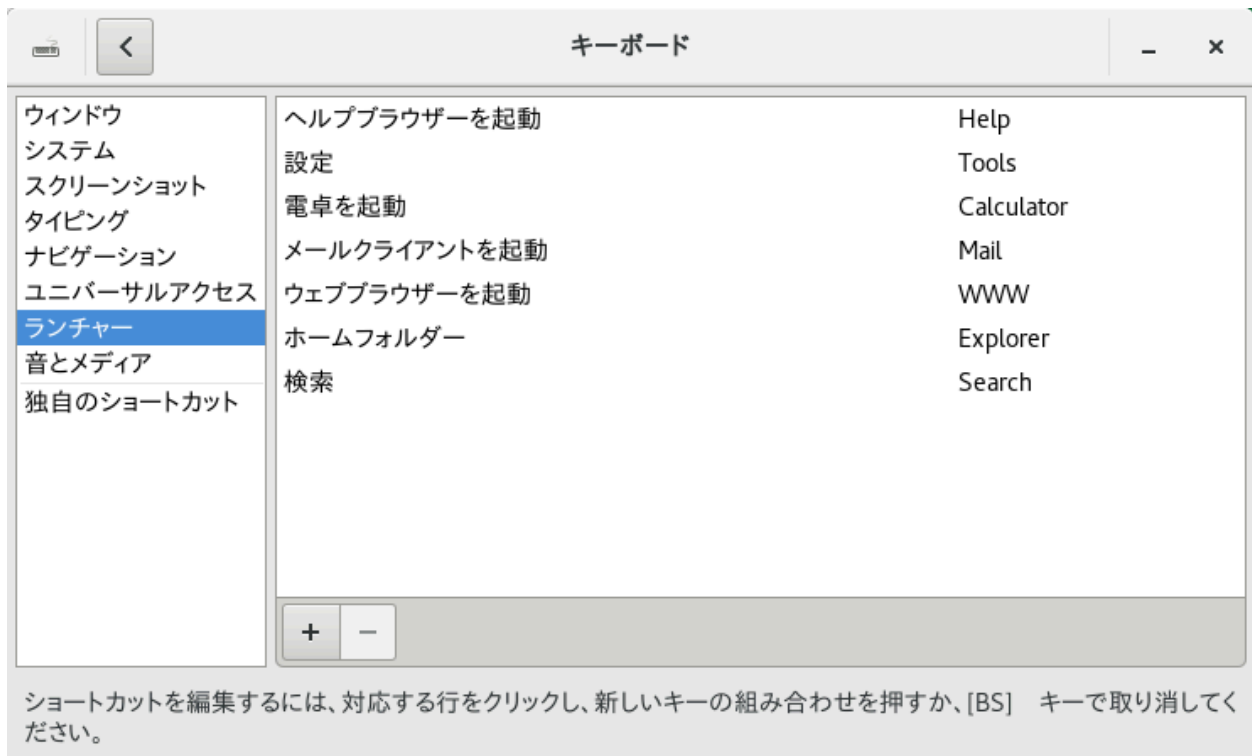 キーボード
ウィンドウ
システム
スクリーンショット
タイピング
ナビゲーション
ユニバーサルアクセス
ランチャー
音とメディア
独自のショートカット
ヘルプブラウザーを起動 Help
設定 Tools
電卓を起動 Calculator
メールクライアントを起動 Mail
ウェブブラウザーを起動 WWW
ホームフォルダー Explorer
検索 Search
ショートカットを編集するには、対応する行をクリックし、新しいキーの組み合わせを押すか、[BS]　キーで取り消してく
ださい。